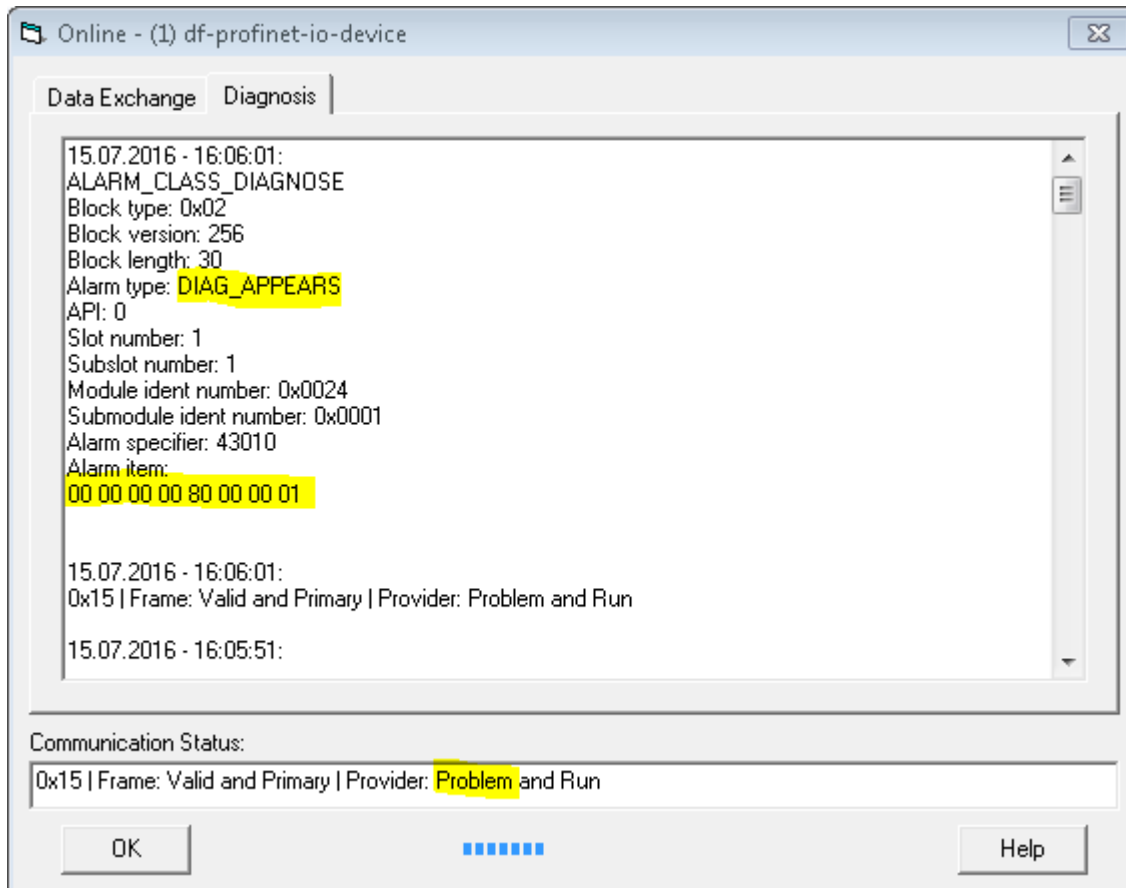 Online - (1) df-profinet-io-device
Data Exchange
Diagnosis
15.07.2016 - 16:06:01:
ALARM_CLASS_DIAGNOSE
Block type: 0x02
Block version: 256
Block length: 30
Alarm type: DIAG_APPEARS
API: 0
Slot number: 1
Subslot number: 1
Module ident number: 0x0024
Submodule ident number: 0x0001
Alarm specifier: 43010
Alarm item:
00 00 00 00 80 00 00 01
15.07.2016 - 16:06:01:
0x15 | Frame: Valid and Primary | Provider: Problem and Run
15.07.2016 - 16:05:51:
Communication Status:
0x15 | Frame: Valid and Primary | Provider: Problem and Run
OK
Help